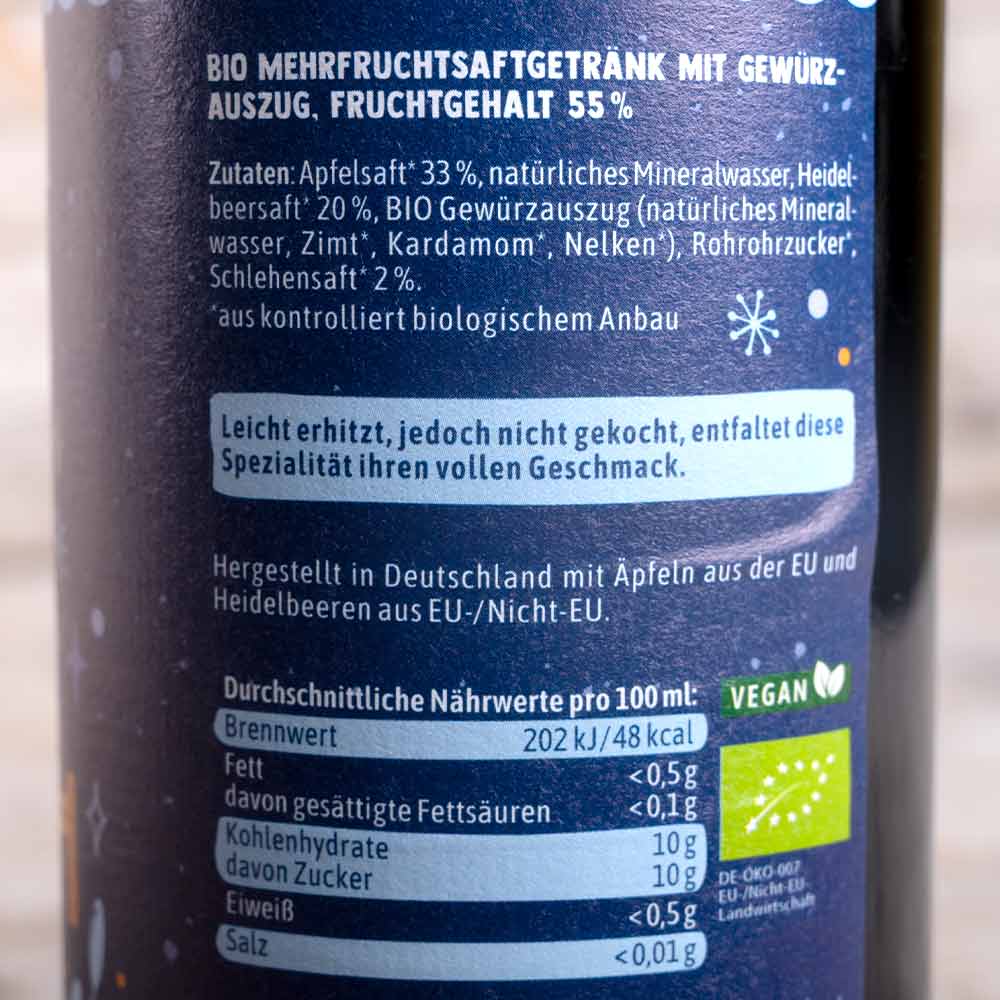 BIO MEHRFRUCHTSAFTGETRÄNK MIT GEWÜRZ-
AUSZUG, FRUCHTGEHALT 55 %
Zutaten: Apfelsaft* 33 %, natürliches Mineralwasser, Heidel-
beersaft* 20 %, BIO Gewürzauszug (natürliches Mineral-
wasser, Zimt*, Kardamom*, Nelken*), Rohrohrzucker*,
Schlehensaft* 2 %.
*aus kontrolliert biologischem Anbau
Leicht erhitzt, jedoch nicht gekocht, entfaltet diese
Spezialität ihren vollen Geschmack.
Hergestellt in Deutschland mit Äpfeln aus der EU und
Heidelbeeren aus EU-/Nicht-EU.
Durchschnittliche Nährwerte pro 100 ml:
Brennwert 202 kJ/48 kcal
Fett <0,5 g
davon gesättigte Fettsäuren <0,1 g
Kohlenhydrate 10 g
davon Zucker 10 g
Eiweiß <0,5 g
Salz <0,01 g
VEGAN
DE-ÖKO-007
EU-/Nicht-EU-
Landwirtschaft